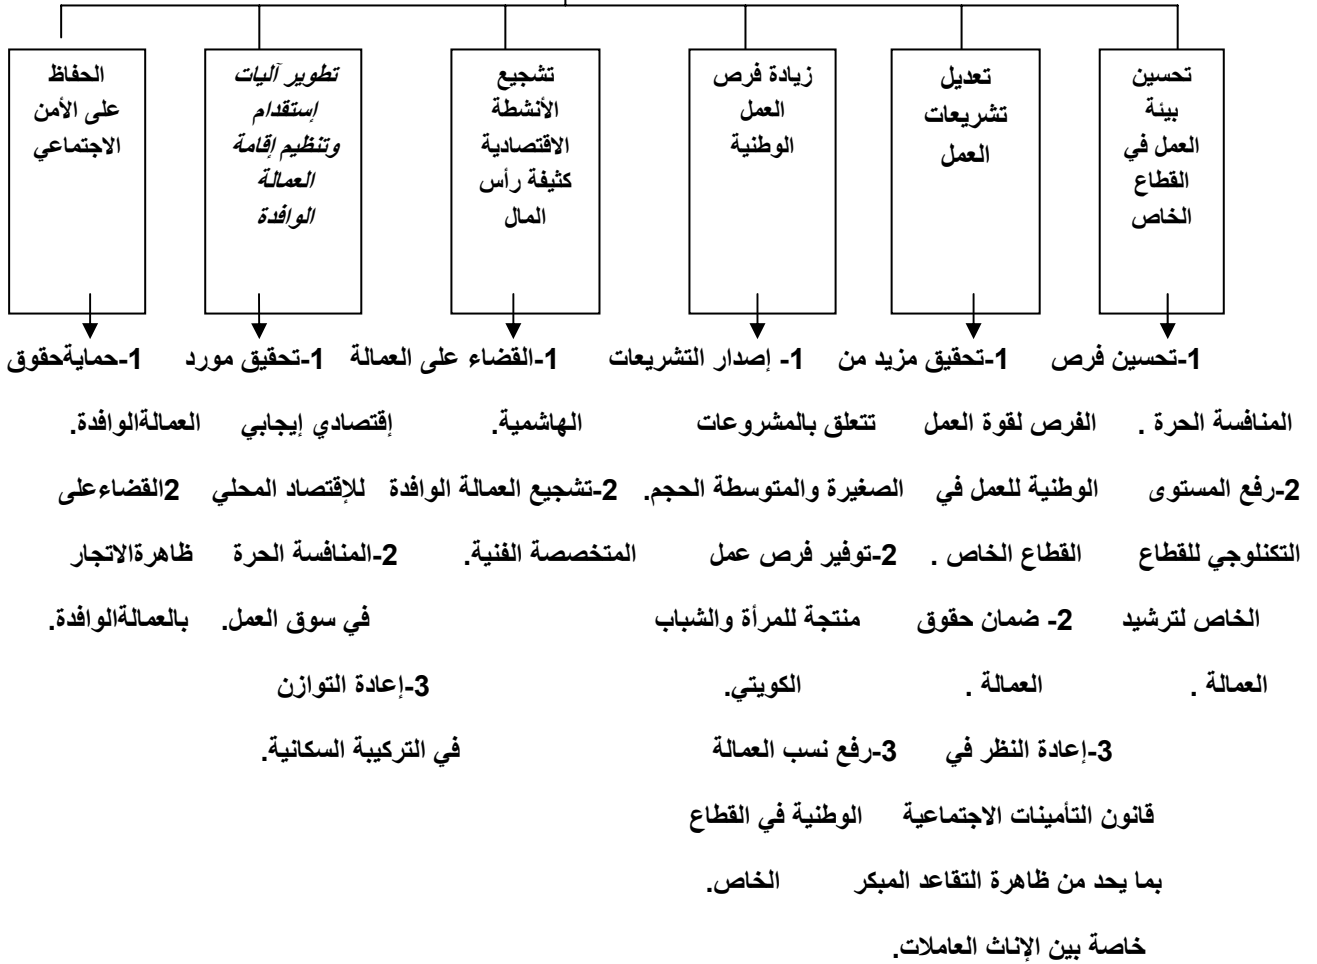 تحسين
بيئة
العمل في
القطاع
الخاص
تعديل
تشريعات
العمل
زيادة فرص
العمل
الوطنية
تشجيع
الأنشطة
الاقتصادية
كثيفة رأس
المال
تطوير آليات
إستقدام
وتنظيم إقامة
العمالة
الوافدة
الحفاظ
على الأمن
الاجتماعي
1-تحسين فرص 1-تحقيق مزيد من 1- إصدار التشريعات 1-القضاء على العمالة 1-تحقيق مورد 1-حمايةحقوق
المنافسة الحرة . الفرص لقوة العمل تتعلق بالمشروعات الهاشمية. إقتصادي إيجابي العمالةالوافدة.
2-رفع المستوى الوطنية للعمل في الصغيرة والمتوسطة الحجم. 2-تشجيع العمالة الوافدة للإقتصاد المحلي 2القضاءعلى
التكنلوجي للقطاع القطاع الخاص . 2-توفير فرص عمل المتخصصة الفنية. 2-المنافسة الحرة ظاهرةالاتجار
الخاص لترشيد 2- ضمان حقوق منتجة للمرأة والشباب في سوق العمل. بالعمالةالوافدة.
العمالة . العمالة . الكويتي. 3-إعادة التوازن
3-إعادة النظر في 3-رفع نسب العمالة في التركيبة السكانية.
قانون التأمينات الاجتماعية الوطنية في القطاع
بما يحد من ظاهرة التقاعد المبكر الخاص.
خاصة بين الإناث العاملات.